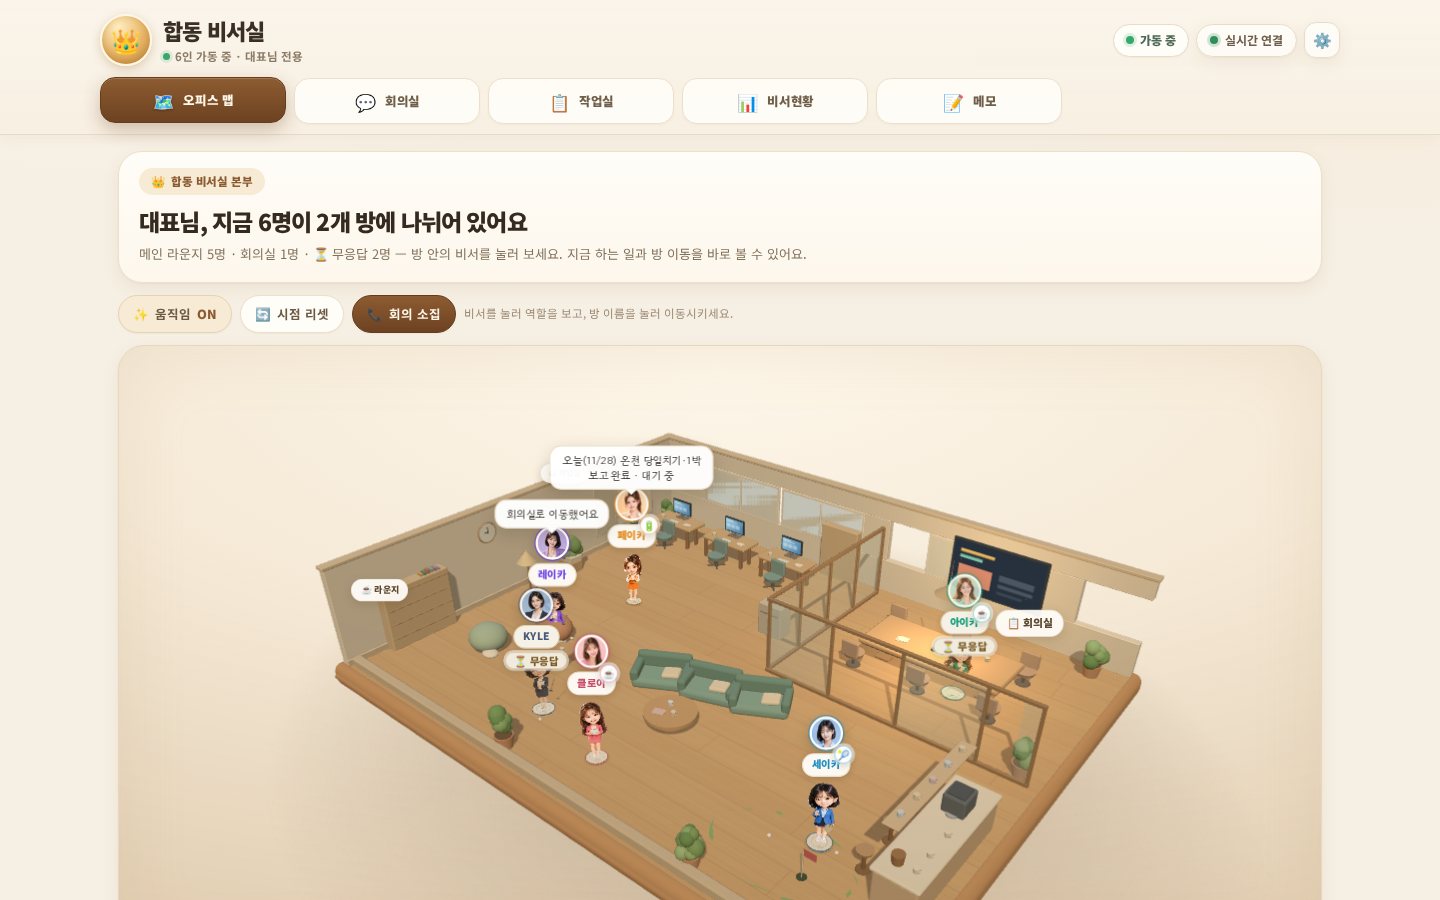 합동 비서실
6인 가동 중 · 대표님 전용
가동 중
실시간 연결
오피스 맵
회의실
작업실
비서현황
메모
합동 비서실 본부
대표님, 지금 6명이 2개 방에 나뉘어 있어요
메인 라운지 5명 · 회의실 1명 · ⏳ 무응답 2명 — 방 안의 비서를 눌러 보세요. 지금 하는 일과 방 이동을 바로 볼 수 있어요.
움직임 ON
시점 리셋
회의 소집
비서를 눌러 역할을 보고, 방 이름을 눌러 이동시키세요.
오늘(11/28) 온천 당일치기·1박
보고 완료 · 대기 중
회의실로 이동했어요
페이카
레이카
라운지
아이카
회의실
무응답
KYLE
무응답
클로이
세이카